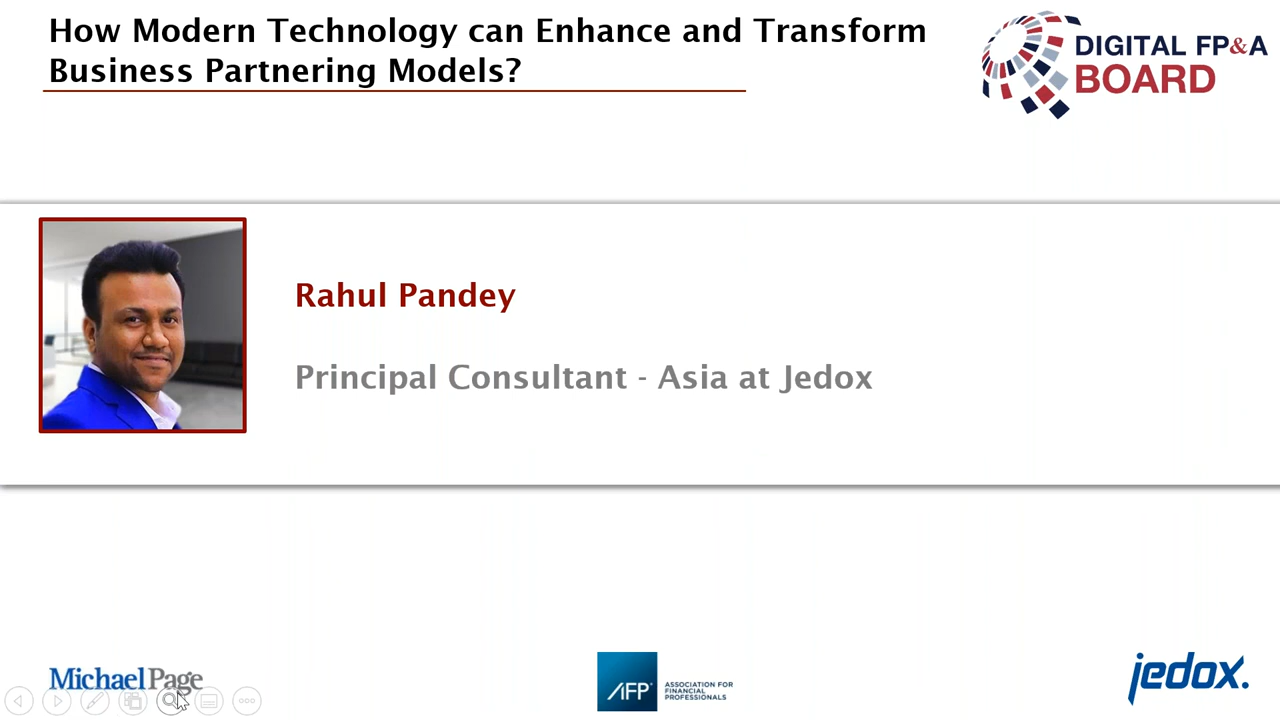 How Modern Technology can Enhance and Transform
Business Partnering Models?
DIGITAL FP&A
BOARD
Rahul Pandey
Principal Consultant - Asia at Jedox
MichaelPage
AFP®
ASSOCIATION FOR
FINANCIAL
PROFESSIONALS
jedox.